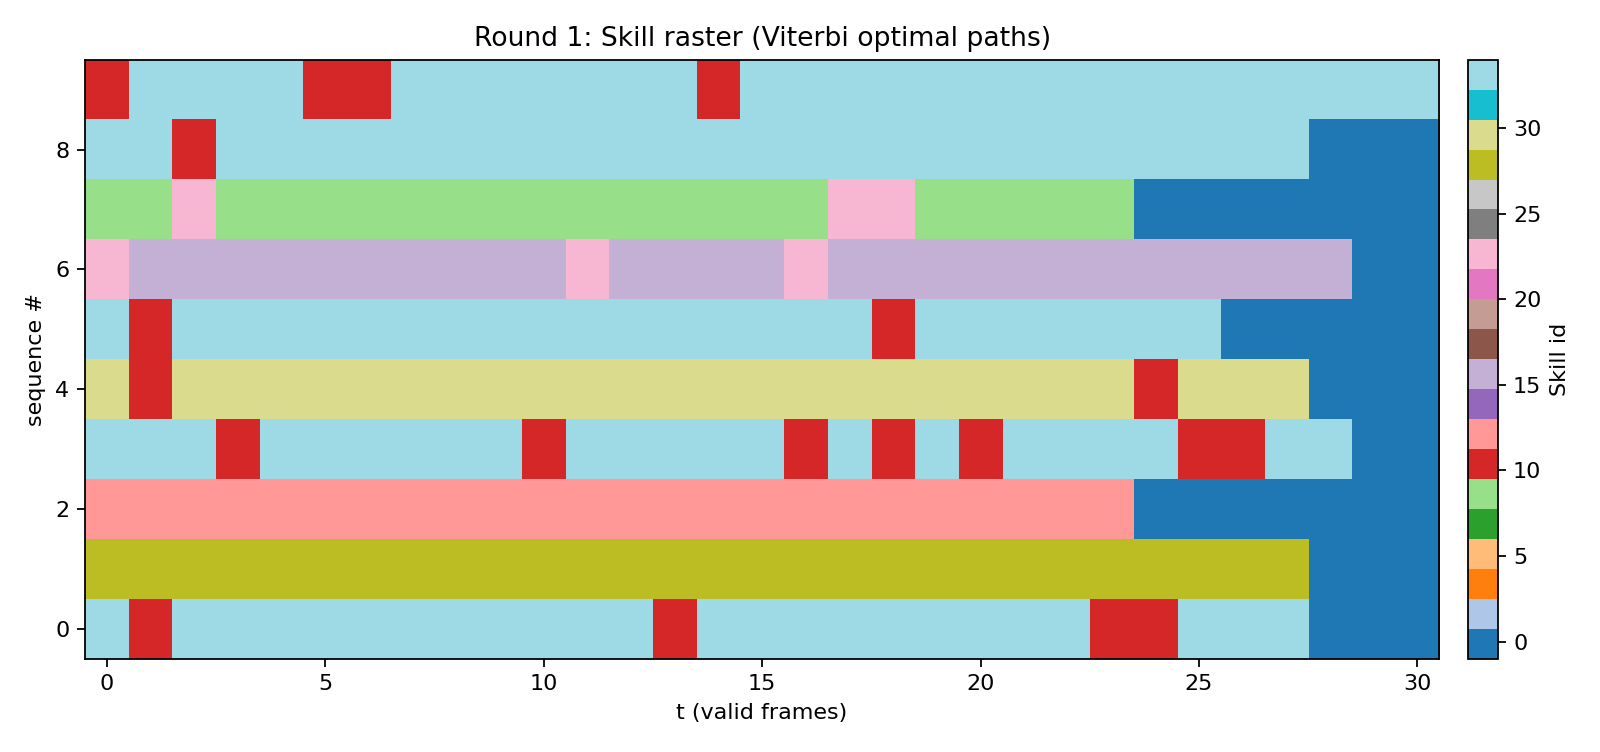 Round 1: Skill raster (Viterbi optimal paths)
sequence #
8
6
4
2
0
0 5 10 15 20 25 30
t (valid frames)
30
25
20
15
10
5
0
Skill id